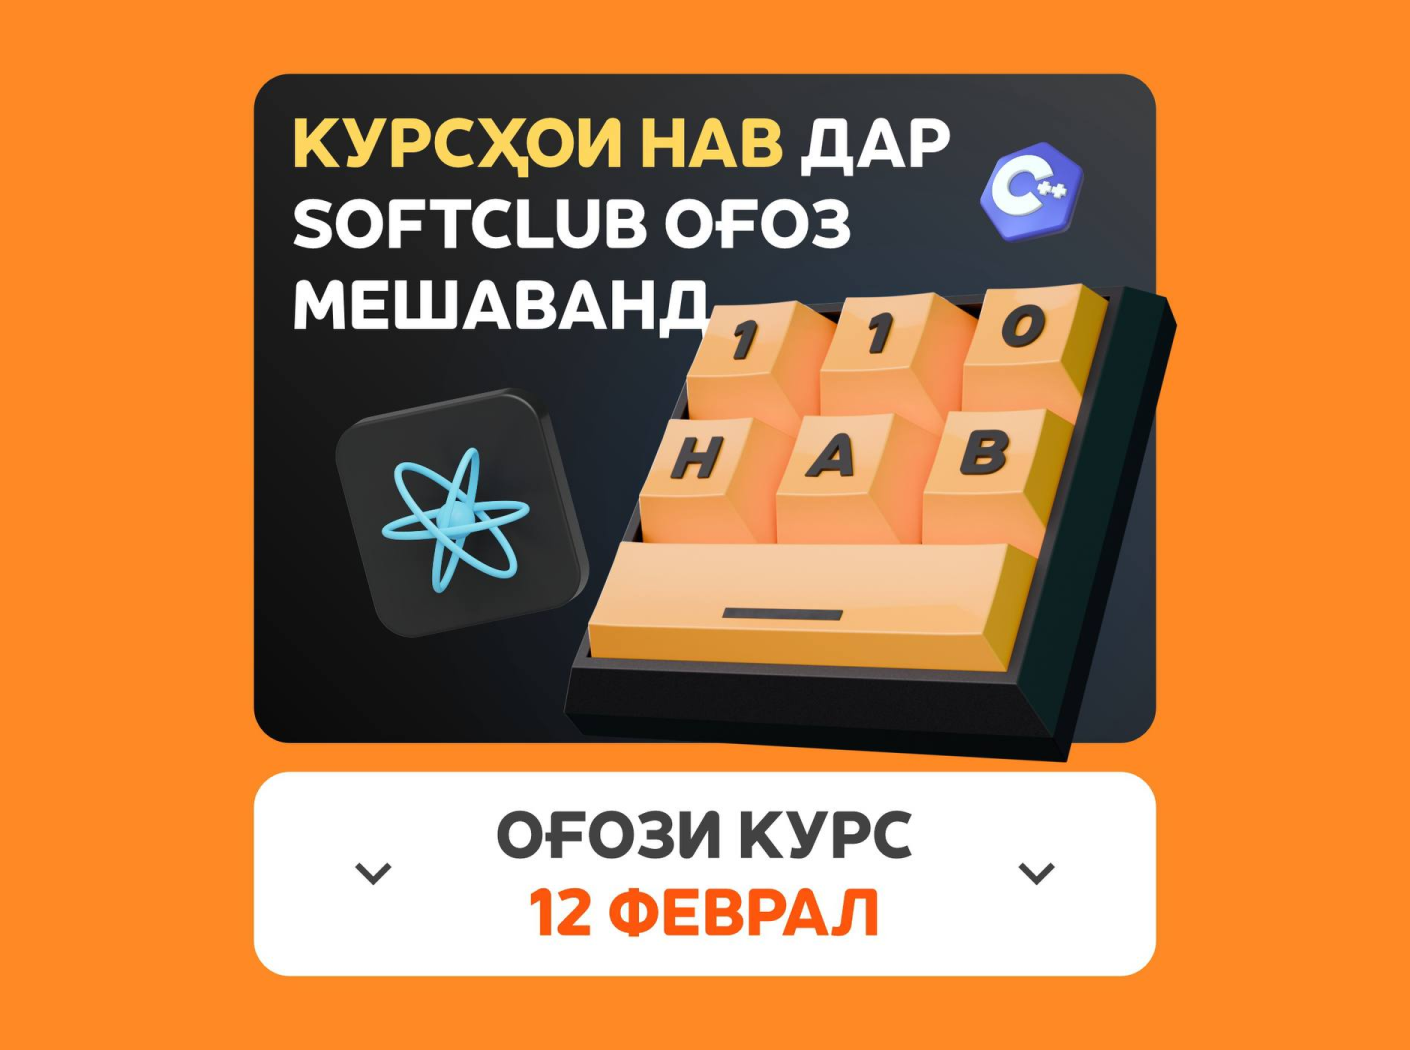 КУРСҲОИ НАВ ДАР
SOFTCLUB ОҒОЗ
МЕШАВАНД
C++
1 1 0
Н А В
ОҒОЗИ КУРС
12 ФЕВРАЛ